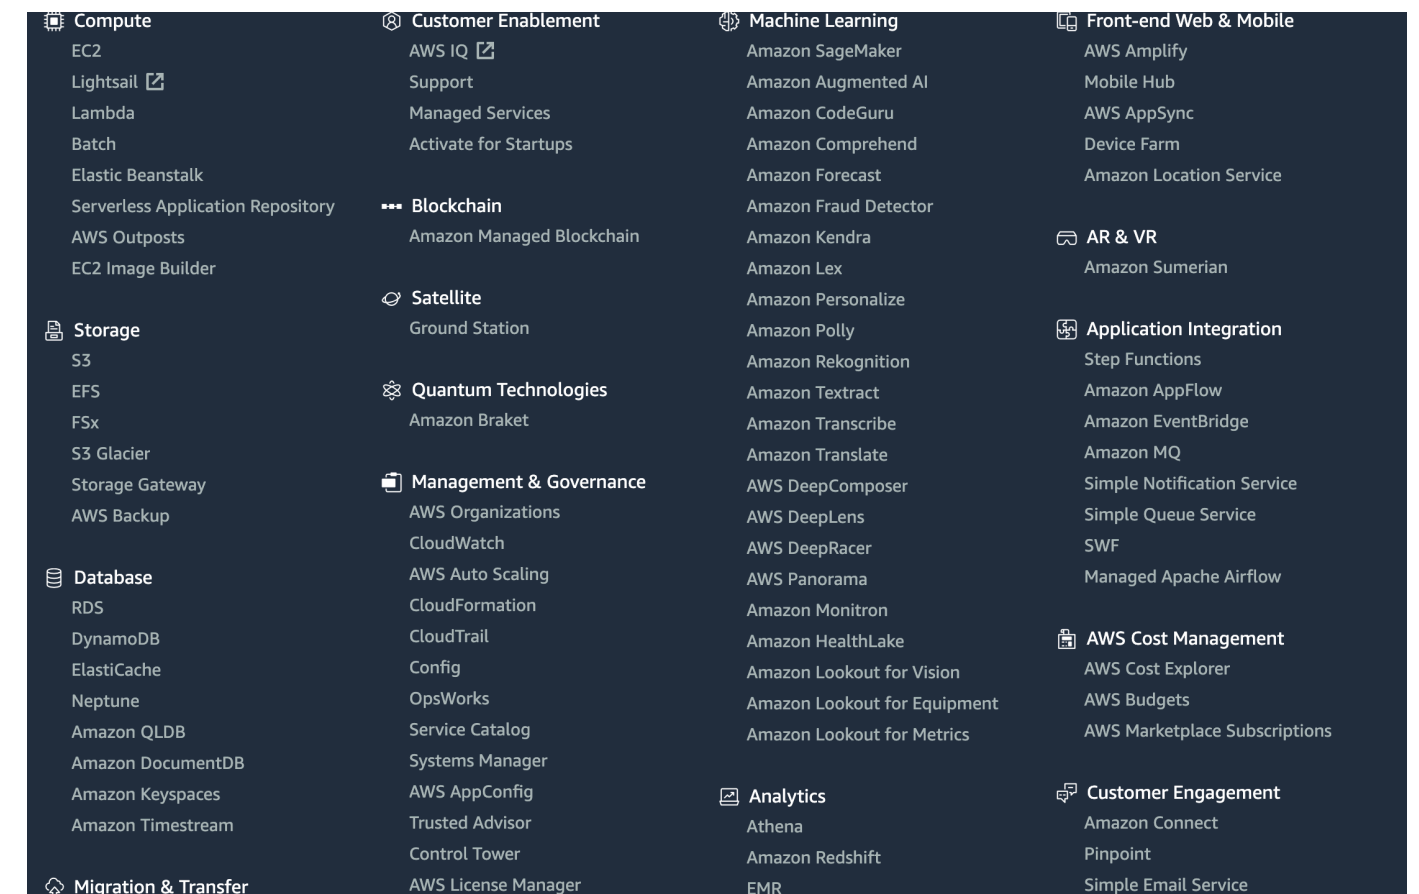 Compute
EC2
Lightsail
Lambda
Batch
Elastic Beanstalk
Serverless Application Repository
AWS Outposts
EC2 Image Builder
Storage
S3
EFS
FSx
S3 Glacier
Storage Gateway
AWS Backup
Database
RDS
DynamoDB
ElastiCache
Neptune
Amazon QLDB
Amazon DocumentDB
Amazon Keyspaces
Amazon Timestream
Migration & Transfer
Customer Enablement
AWS IQ
Support
Managed Services
Activate for Startups
Blockchain
Amazon Managed Blockchain
Satellite
Ground Station
Quantum Technologies
Amazon Braket
Management & Governance
AWS Organizations
CloudWatch
AWS Auto Scaling
CloudFormation
CloudTrail
Config
OpsWorks
Service Catalog
Systems Manager
AWS AppConfig
Trusted Advisor
Control Tower
AWS License Manager
Machine Learning
Amazon SageMaker
Amazon Augmented AI
Amazon CodeGuru
Amazon Comprehend
Amazon Forecast
Amazon Fraud Detector
Amazon Kendra
Amazon Lex
Amazon Personalize
Amazon Polly
Amazon Rekognition
Amazon Textract
Amazon Transcribe
Amazon Translate
AWS DeepComposer
AWS DeepLens
AWS DeepRacer
AWS Panorama
Amazon Monitron
Amazon HealthLake
Amazon Lookout for Vision
Amazon Lookout for Equipment
Amazon Lookout for Metrics
Analytics
Athena
Amazon Redshift
EMR
Front-end Web & Mobile
AWS Amplify
Mobile Hub
AWS AppSync
Device Farm
Amazon Location Service
AR & VR
Amazon Sumerian
Application Integration
Step Functions
Amazon AppFlow
Amazon EventBridge
Amazon MQ
Simple Notification Service
Simple Queue Service
SWF
Managed Apache Airflow
AWS Cost Management
AWS Cost Explorer
AWS Budgets
AWS Marketplace Subscriptions
Customer Engagement
Amazon Connect
Pinpoint
Simple Email Service